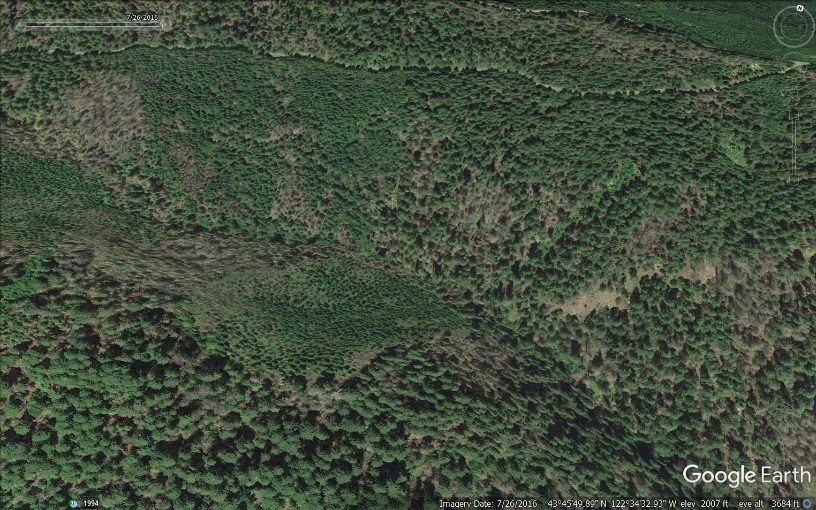 7/26/2016
N
Google Earth
1994
Imagery Date: 7/26/2016 43°45'49.89" N 122°34'32.93" W elev 2007 ft eye alt 3684 ft